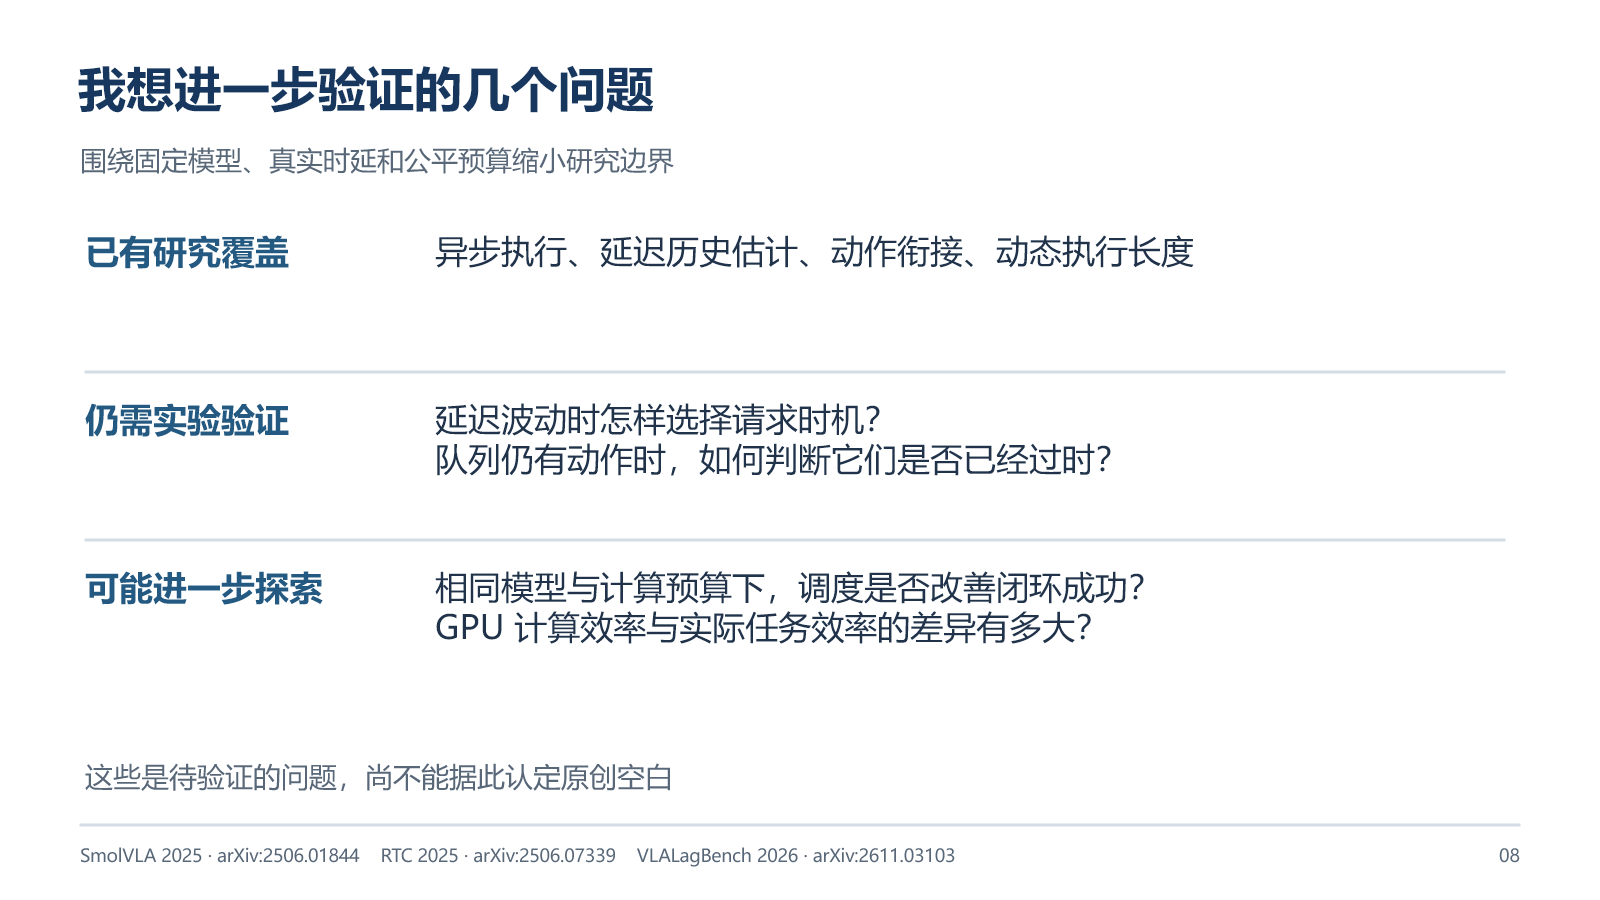 我想进一步验证的几个问题
围绕固定模型、真实时延和公平预算缩小研究边界
已有研究覆盖
异步执行、延迟历史估计、动作衔接、动态执行长度
仍需实验验证
延迟波动时怎样选择请求时机?
队列仍有动作时，如何判断它们是否已经过时?
可能进一步探索
相同模型与计算预算下，调度是否改善闭环成功?
GPU 计算效率与实际任务效率的差异有多大?
这些是待验证的问题，尚不能据此认定原创空白
SmolVLA 2025 · arXiv:2506.01844 RTC 2025 · arXiv:2506.07339 VLALagBench 2026 · arXiv:2611.03103
08